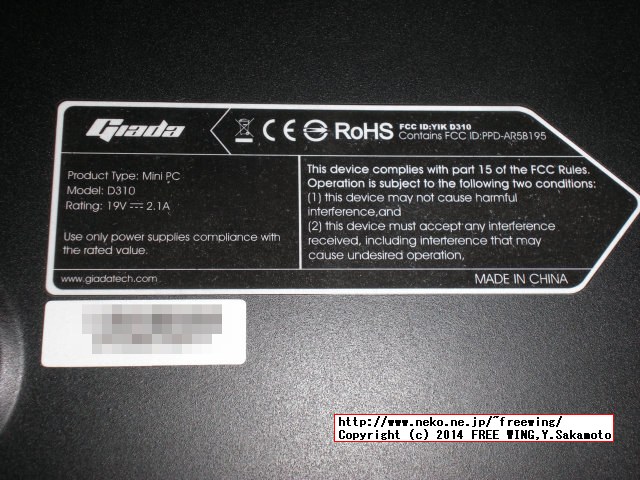 Giada
CE RoHS FCC ID:YIK D310
Contains FCC ID:PPD-AR5B195
Product Type: Mini PC
Model: D310
Rating: 19V ⎓ 2.1A
Use only power supplies compliance with
the rated value.
This device complies with part 15 of the FCC Rules.
Operation is subject to the following two conditions:
(1) this device may not cause harmful
interference,and
(2) this device must accept any interference
received, including interference that may
cause undesired operation,
www.giadatech.com
MADE IN CHINA
http://www.neko.ne.jp/~freewing/
Copyright (c) 2014 FREE WING,Y.Sakamoto